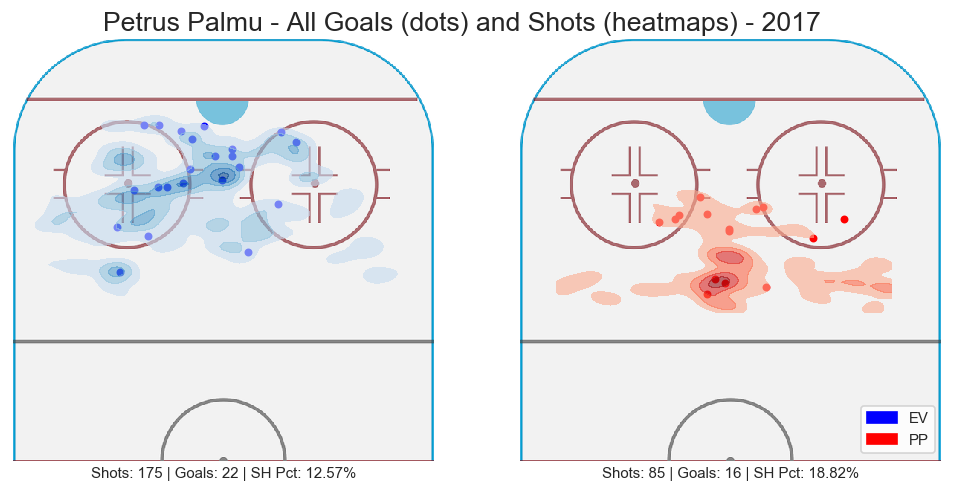 Petrus Palmu - All Goals (dots) and Shots (heatmaps) - 2017
EV
PP
Shots: 175 | Goals: 22 | SH Pct: 12.57%
Shots: 85 | Goals: 16 | SH Pct: 18.82%